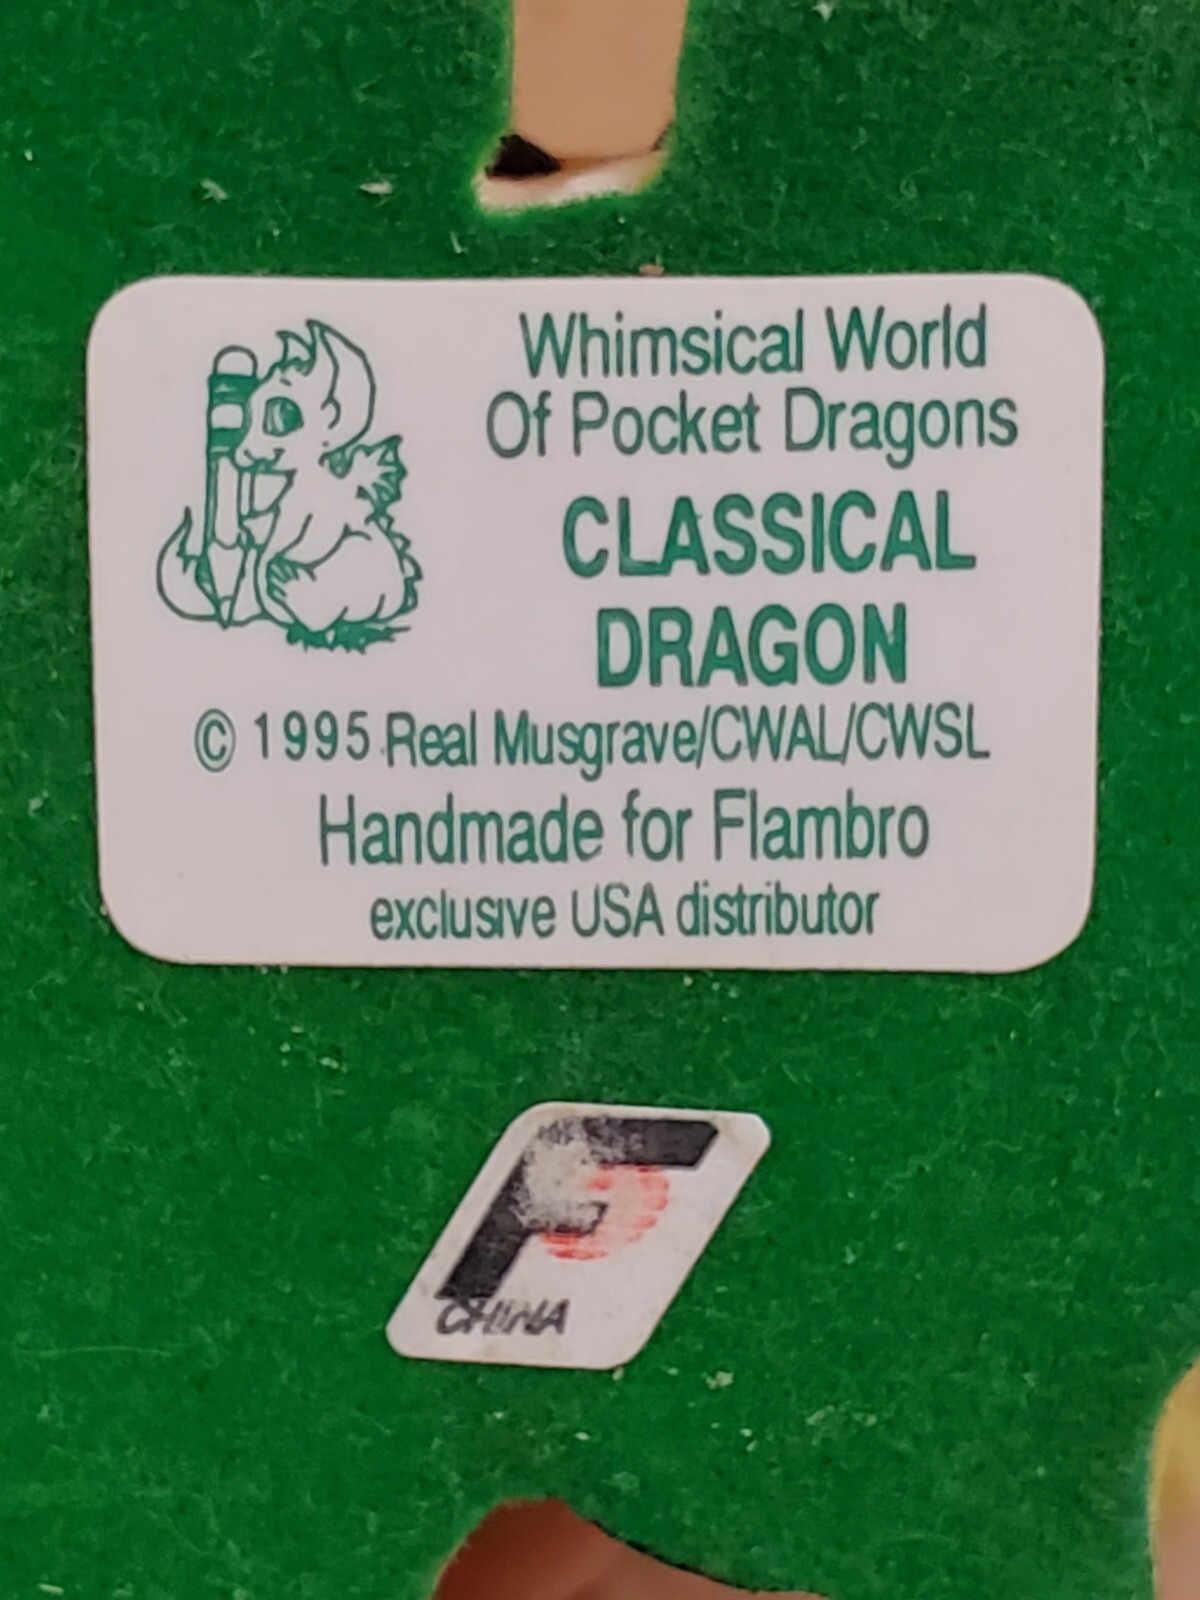 Whimsical World
Of Pocket Dragons
CLASSICAL
DRAGON
© 1995 Real Musgrave/CWAL/CWSL
Handmade for Flambro
exclusive USA distributor
F
CHINA